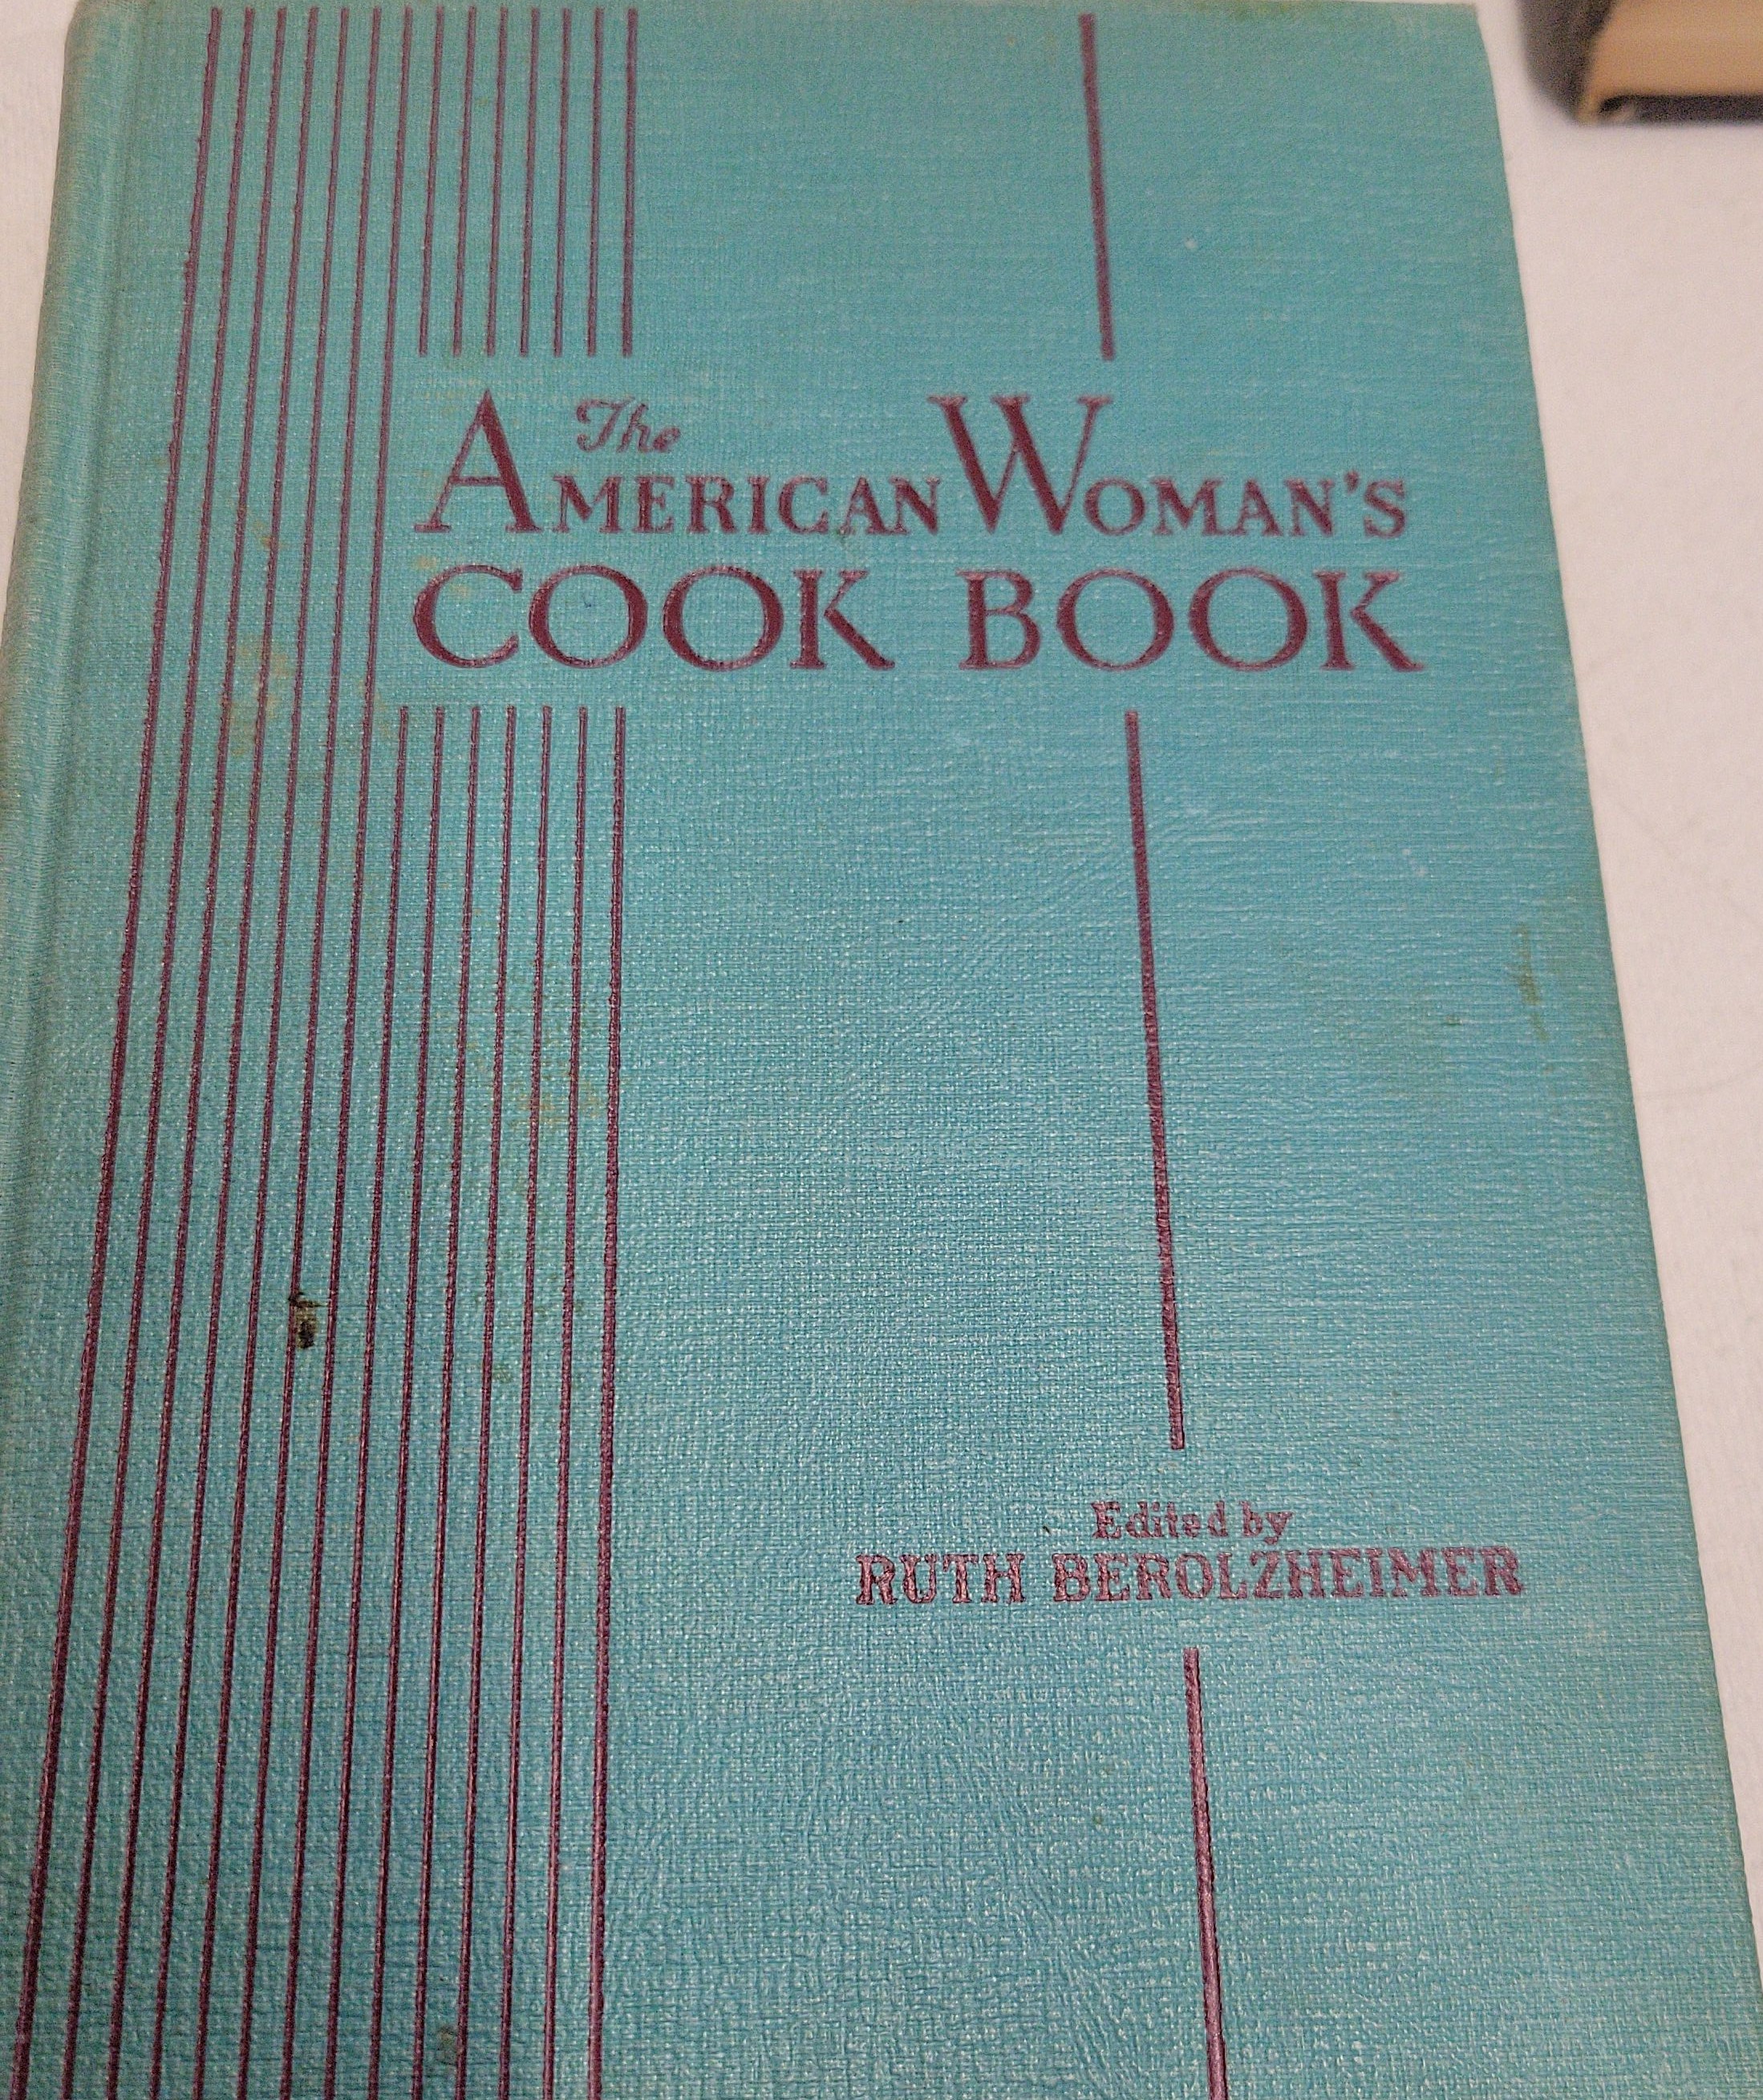 The
AMERICAN WOMAN'S
COOK BOOK
Edited by
RUTH BEROLZHEIMER